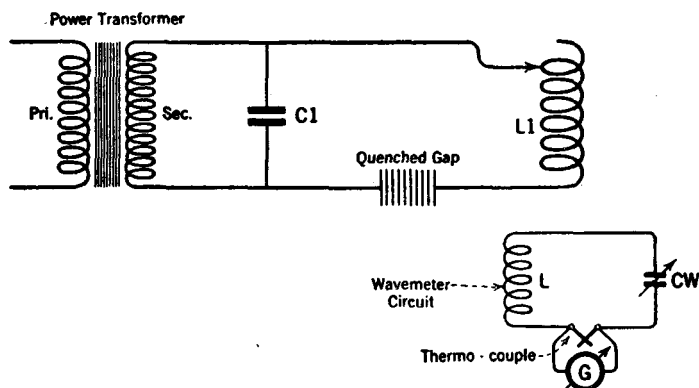 Power Transformer
Pri.
Sec.
C1
L1
Quenched Gap
Wavemeter
Circuit
L
CW
Thermo - couple
G